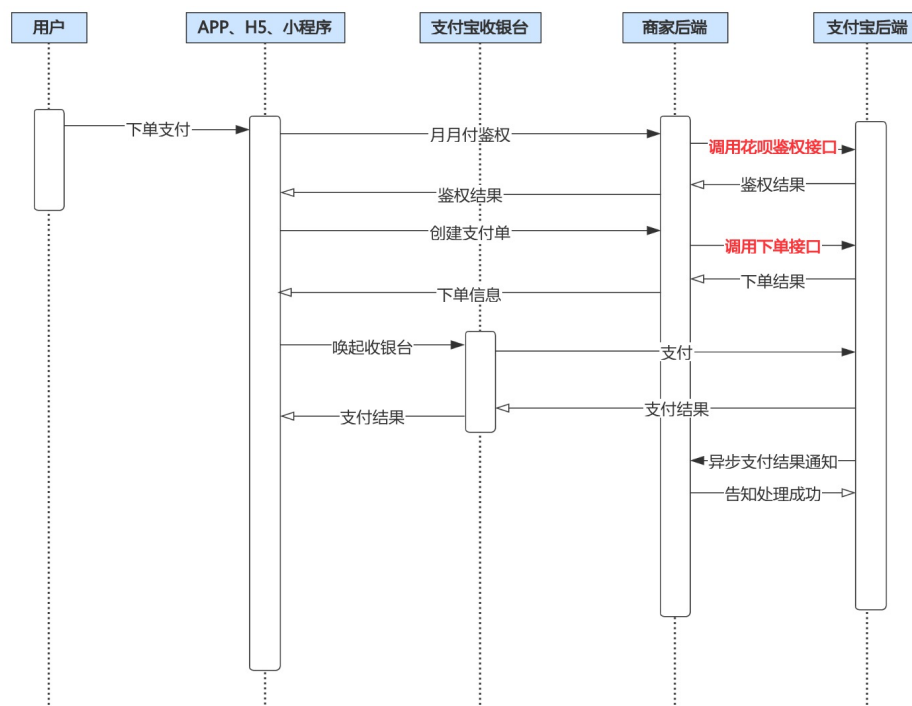 用户
APP、H5、小程序
支付宝收银台
商家后端
支付宝后端
下单支付
月月付鉴权
调用花呗鉴权接口
鉴权结果
鉴权结果
创建支付单
调用下单接口
下单结果
下单信息
唤起收银台
支付
支付结果
支付结果
异步支付结果通知
告知处理成功